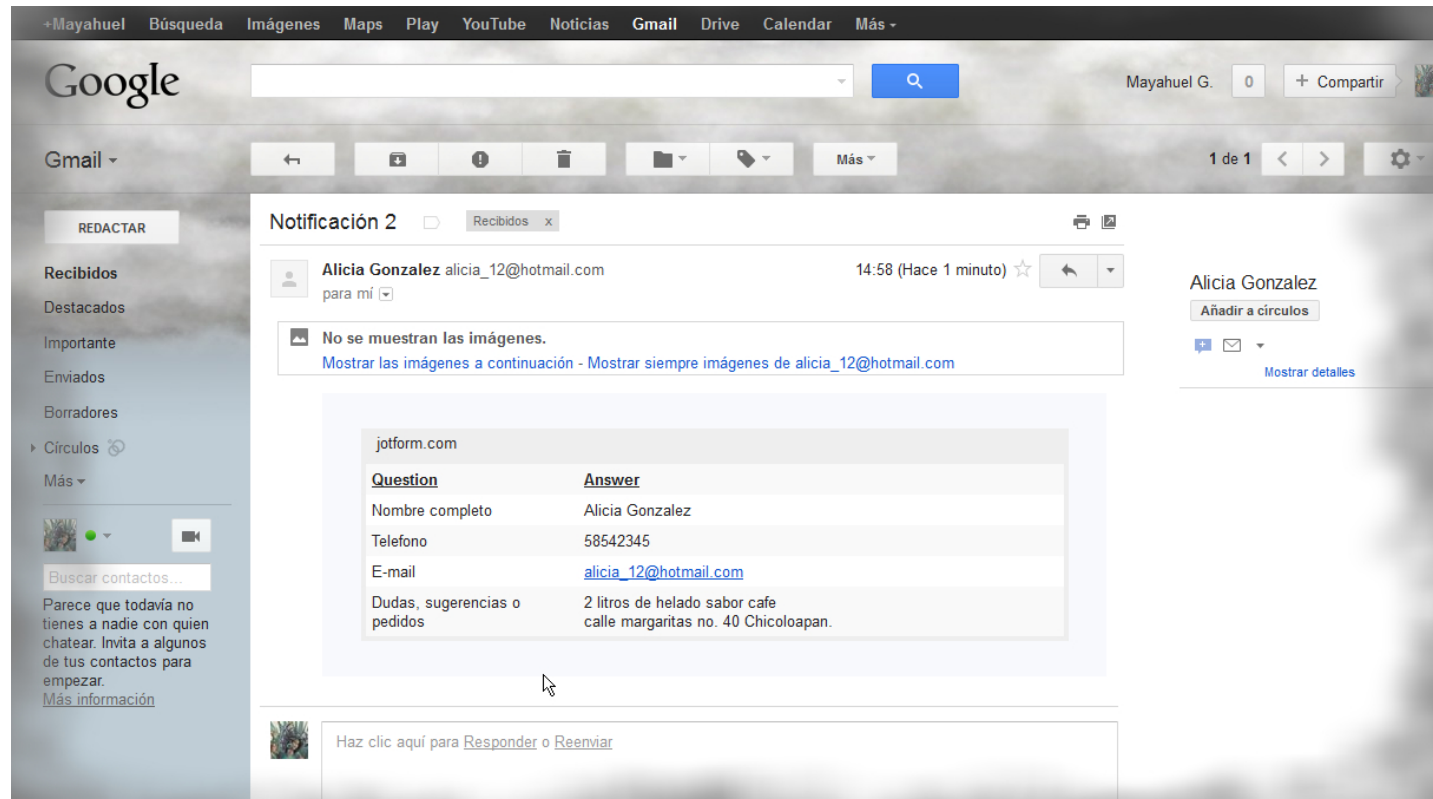 +Mayahuel Búsqueda Imágenes Maps Play YouTube Noticias Gmail Drive Calendar Más
Google
Mayahuel G. 0 + Compartir
Gmail
Más
1 de 1
REDACTAR
Recibidos
Destacados
Importante
Enviados
Borradores
Círculos
Más
Buscar contactos...
Parece que todavía no
tienes a nadie con quien
chatear. Invita a algunos
de tus contactos para
empezar.
Más información
Notificación 2 Recibidos x
Alicia Gonzalez alicia_12@hotmail.com 14:58 (Hace 1 minuto)
para mí
No se muestran las imágenes.
Mostrar las imágenes a continuación - Mostrar siempre imágenes de alicia_12@hotmail.com
jotform.com
Question Answer
Nombre completo Alicia Gonzalez
Telefono 58542345
E-mail alicia_12@hotmail.com
Dudas, sugerencias o 2 litros de helado sabor cafe
pedidos calle margaritas no. 40 Chicoloapan.
Haz clic aquí para Responder o Reenviar
Alicia Gonzalez
Añadir a círculos
Mostrar detalles